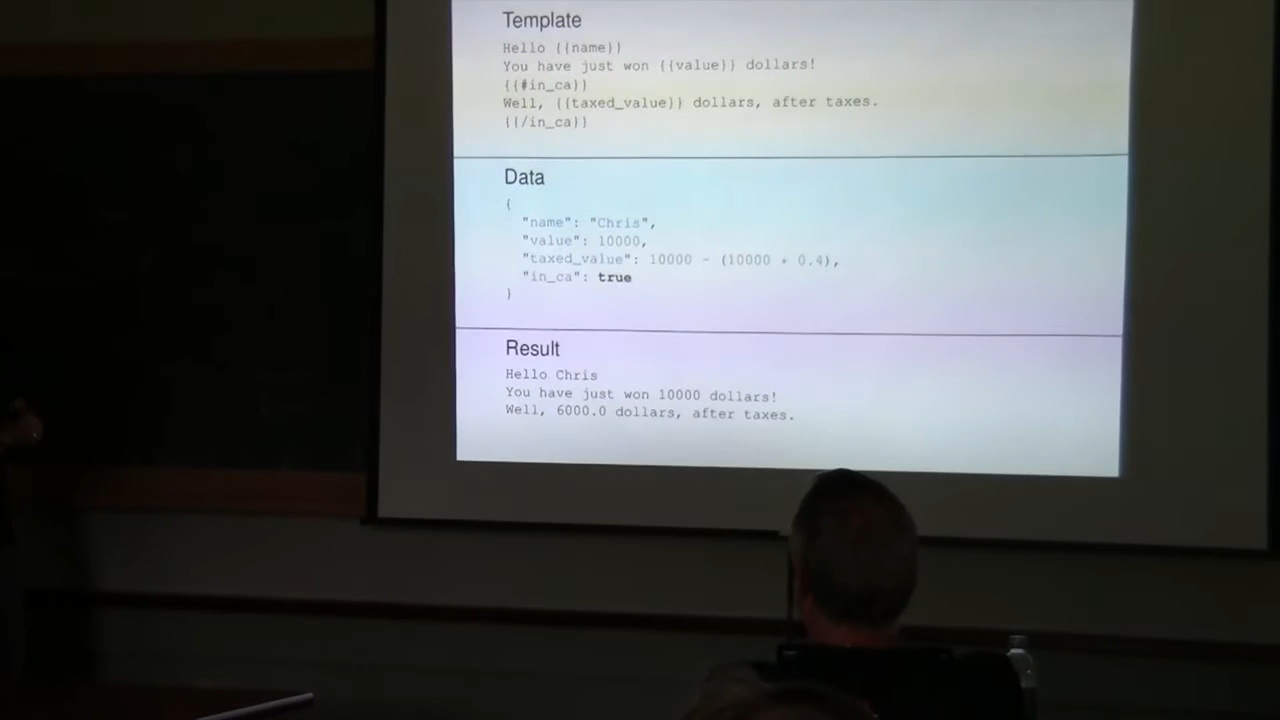 Template
Hello {{name}}
You have just won {{value}} dollars!
{{#in_ca}}
Well, {{taxed_value}} dollars, after taxes.
{{/in_ca}}
Data
{
"name": "Chris",
"value": 10000,
"taxed_value": 10000 - (10000 * 0.4),
"in_ca": true
}
Result
Hello Chris
You have just won 10000 dollars!
Well, 6000.0 dollars, after taxes.